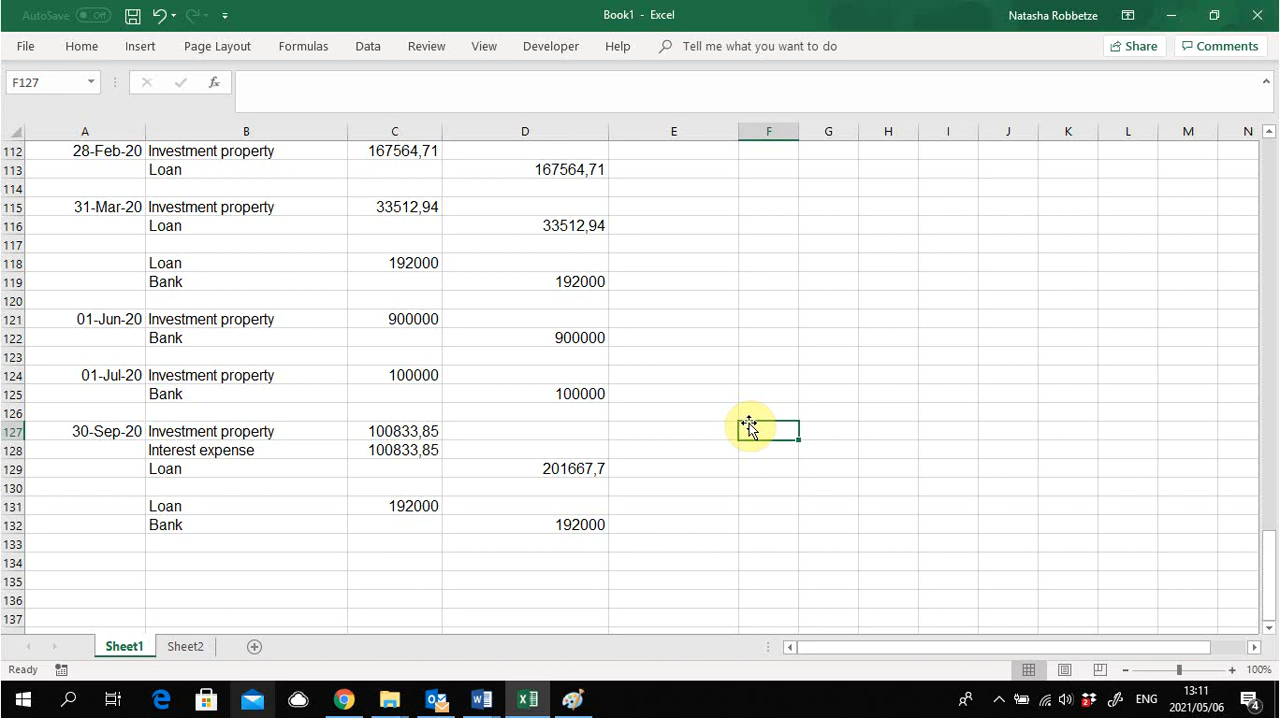 AutoSave Off Book1 - Excel Natasha Robbetze
File Home Insert Page Layout Formulas Data Review View Developer Help Tell me what you want to do Share Comments
F127 fx
A B C D E F G H I J K L M N
112 28-Feb-20 Investment property 167564,71
113 Loan 167564,71
114
115 31-Mar-20 Investment property 33512,94
116 Loan 33512,94
117
118 Loan 192000
119 Bank 192000
120
121 01-Jun-20 Investment property 900000
122 Bank 900000
123
124 01-Jul-20 Investment property 100000
125 Bank 100000
126
127 30-Sep-20 Investment property 100833,85
128 Interest expense 100833,85
129 Loan 201667,7
130
131 Loan 192000
132 Bank 192000
133
134
135
136
137
Sheet1 Sheet2
Ready 100%
ENG 13:11
2021/05/06 4